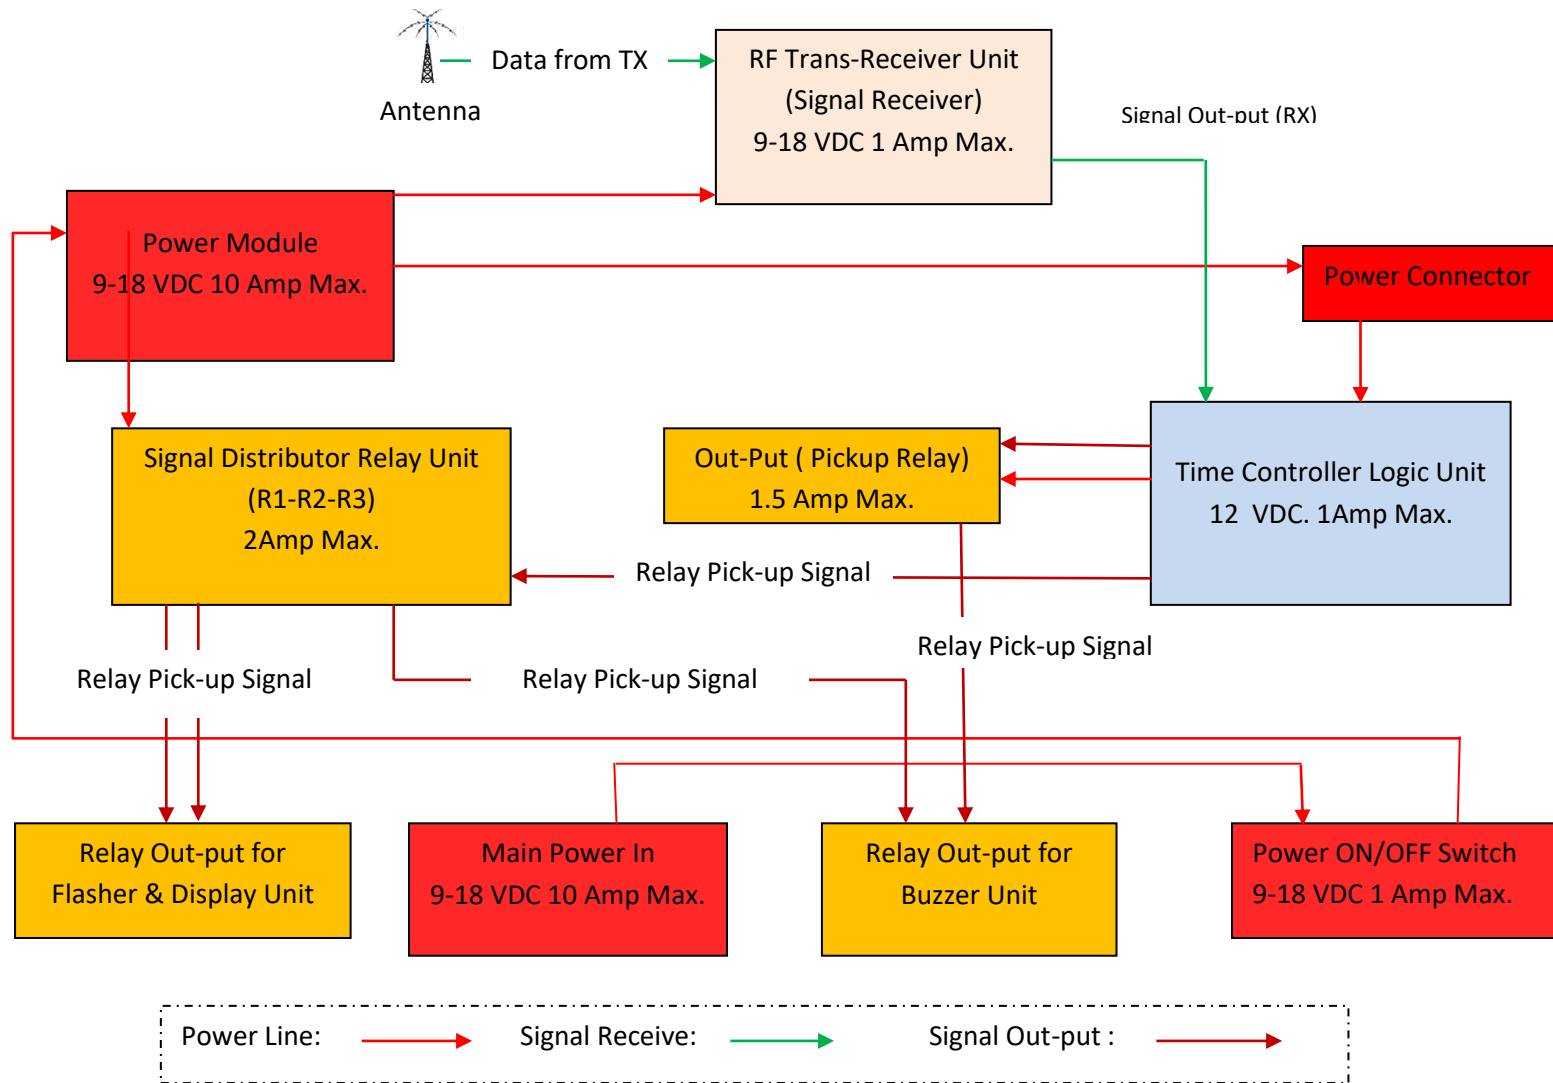 Data from TX
Antenna
RF Trans-Receiver Unit
(Signal Receiver)
9-18 VDC 1 Amp Max.
Signal Out-put (RX)
Power Module
9-18 VDC 10 Amp Max.
Power Connector
Signal Distributor Relay Unit
(R1-R2-R3)
2Amp Max.
Out-Put ( Pickup Relay)
1.5 Amp Max.
Time Controller Logic Unit
12 VDC. 1Amp Max.
Relay Pick-up Signal
Relay Pick-up Signal
Relay Pick-up Signal
Relay Pick-up Signal
Relay Out-put for
Flasher & Display Unit
Main Power In
9-18 VDC 10 Amp Max.
Relay Out-put for
Buzzer Unit
Power ON/OFF Switch
9-18 VDC 1 Amp Max.
Power Line:
Signal Receive:
Signal Out-put :